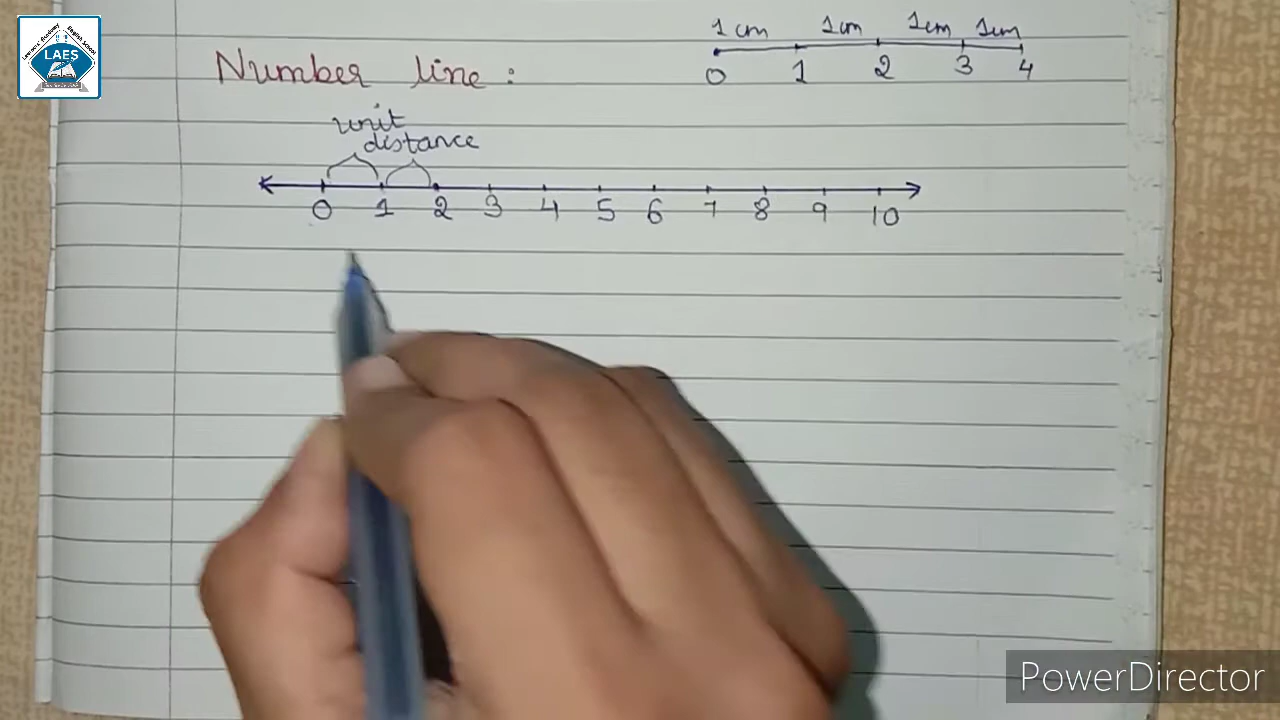 1 cm 1 cm 1 cm 1 cm
0 1 2 3 4
Number line :
unit
distance
0 1 2 3 4 5 6 7 8 9 10
LAES
PowerDirector